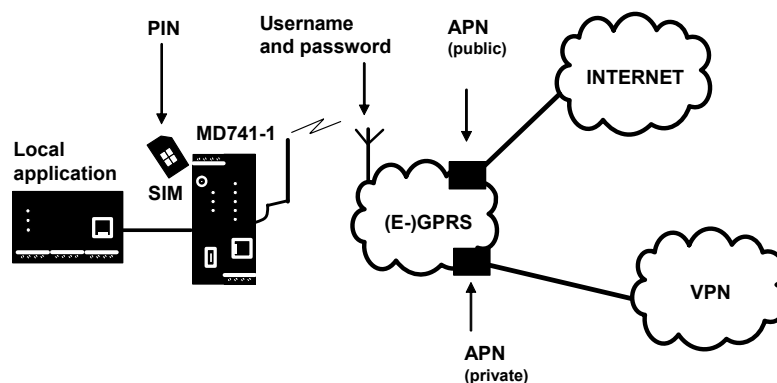 PIN
Username
and password
APN
(public)
INTERNET
MD741-1
Local
application
SIM
(E-)GPRS
VPN
APN
(private)